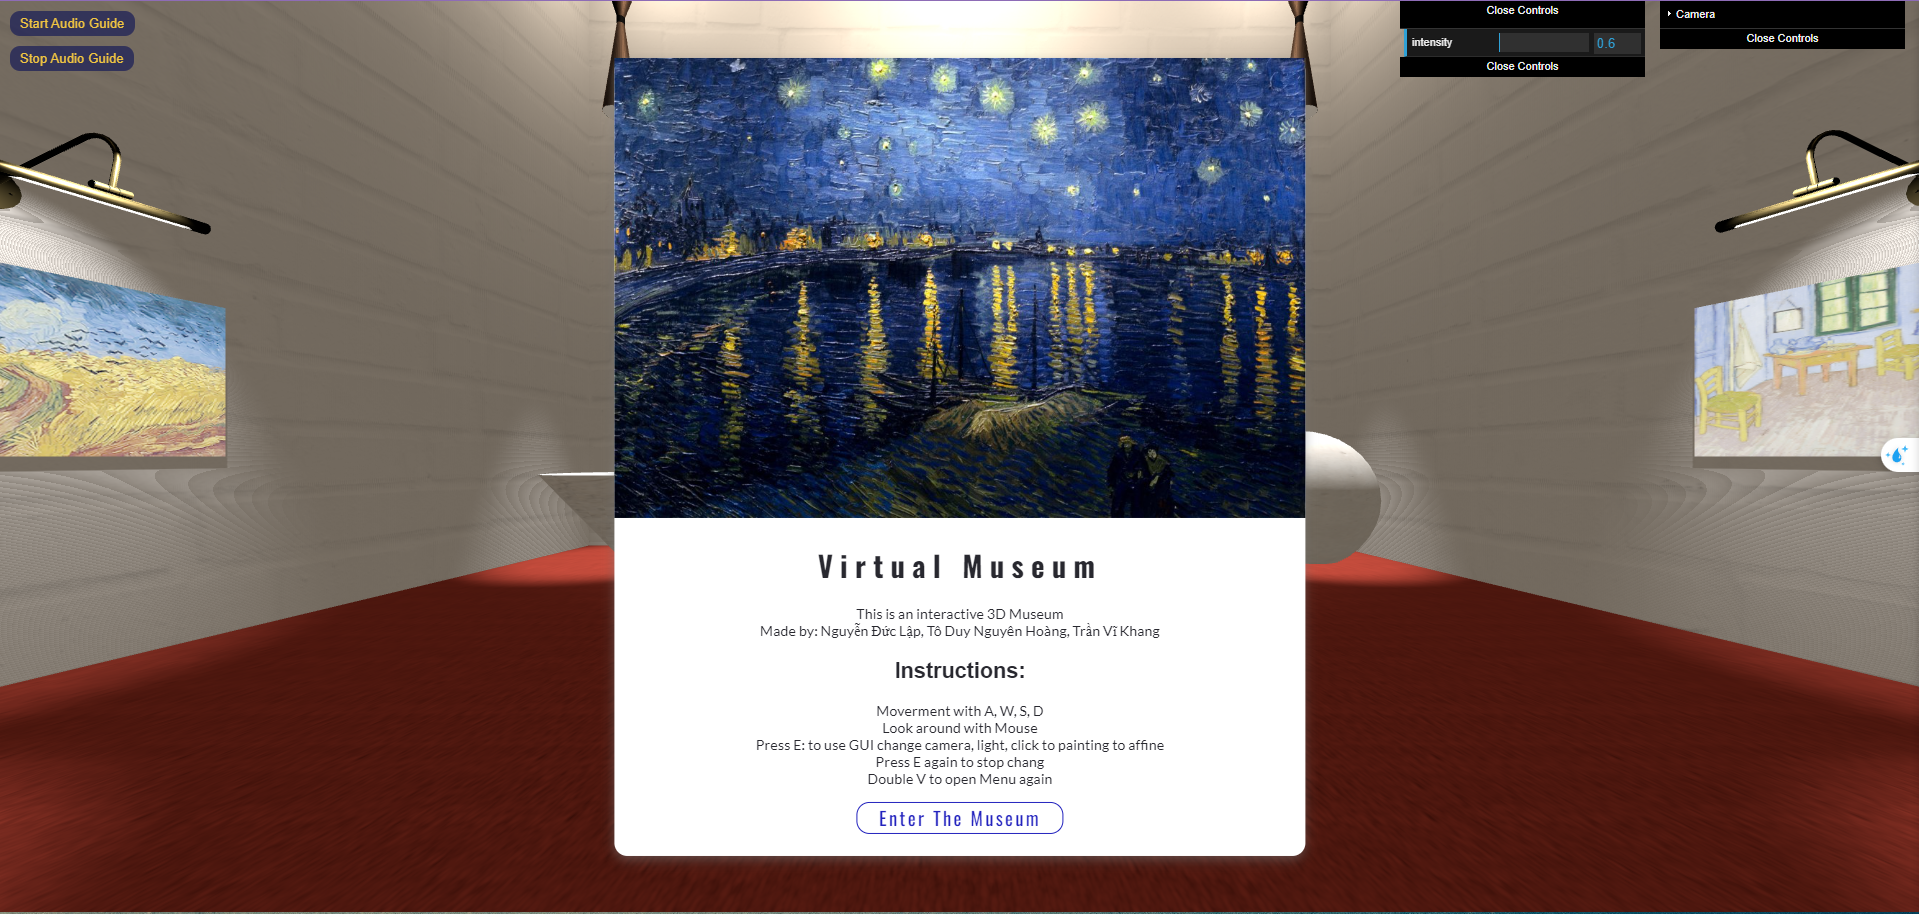 Start Audio Guide
Stop Audio Guide
Close Controls
intensity
0.6
Close Controls
Camera
Close Controls
Virtual Museum
This is an interactive 3D Museum
Made by: Nguyễn Đức Lập, Tô Duy Nguyên Hoàng, Trần Vĩ Khang
Instructions:
Moverment with A, W, S, D
Look around with Mouse
Press E: to use GUI change camera, light, click to painting to affine
Press E again to stop chang
Double V to open Menu again
Enter The Museum